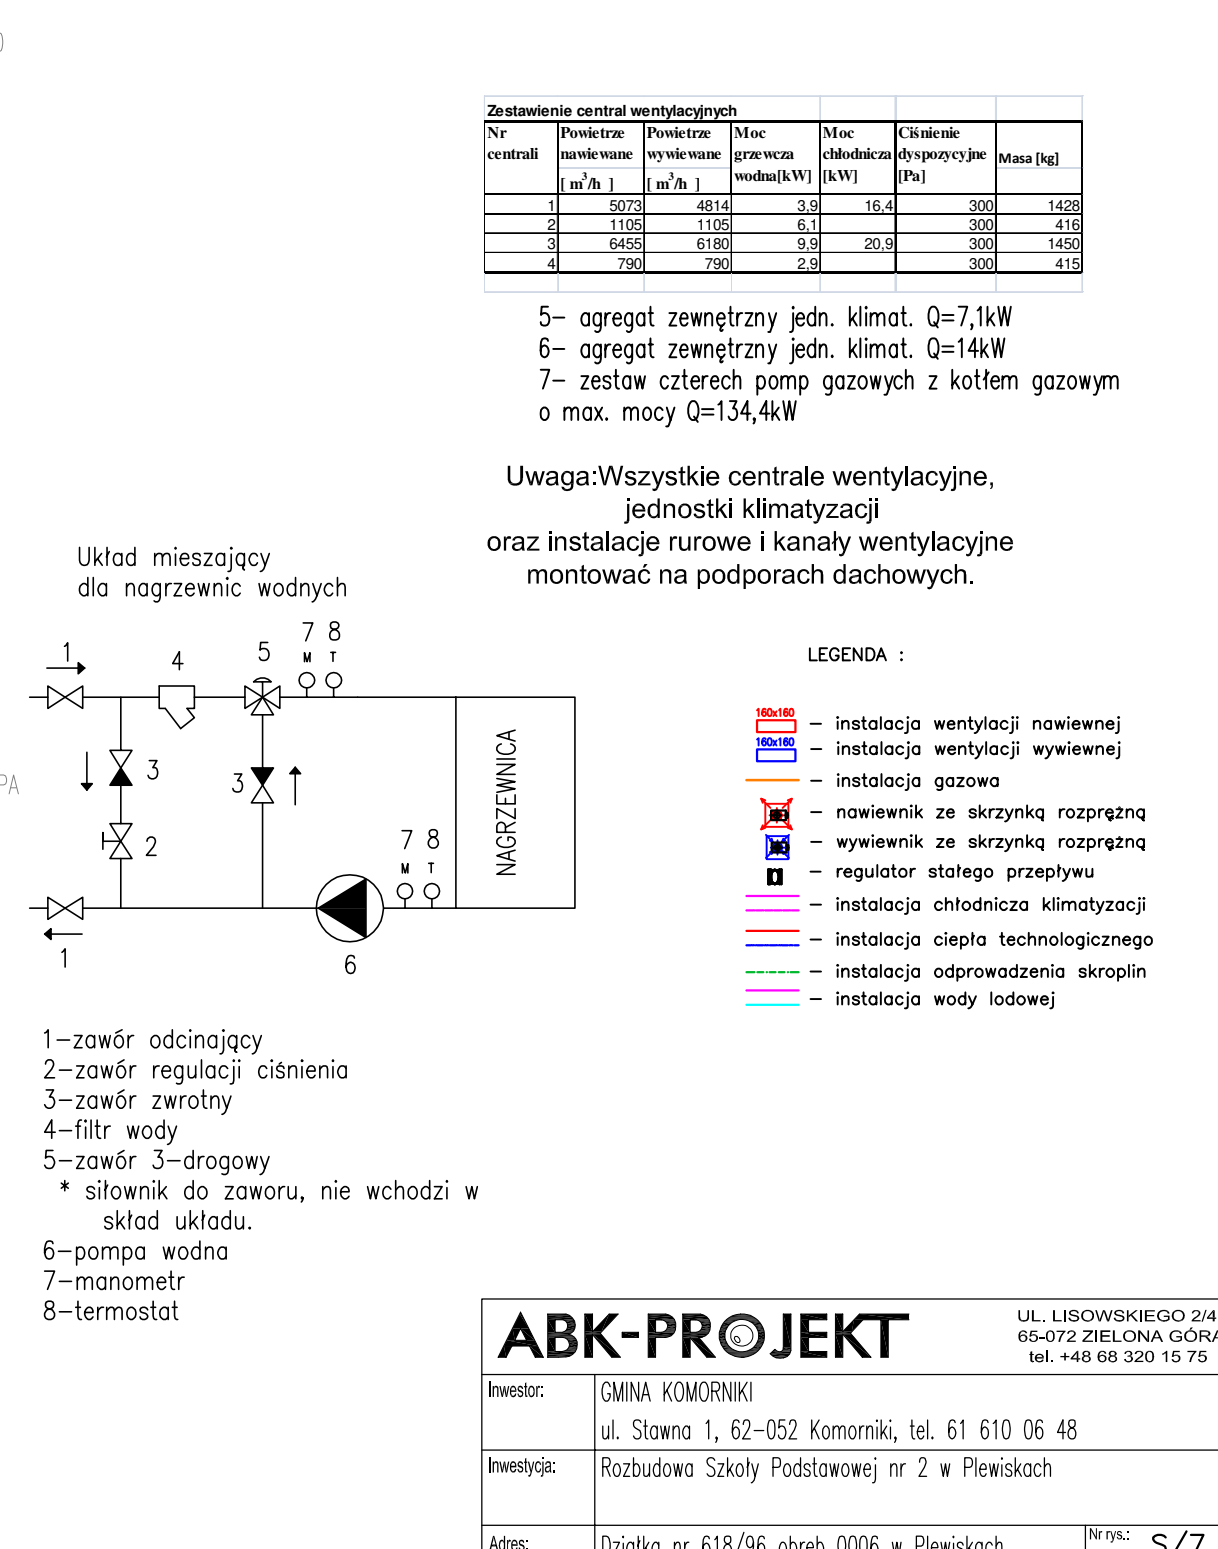 Zestawienie central wentylacyjnych
Nr centrali | Powietrze nawiewane [ m³/h ] | Powietrze wywiewane [ m³/h ] | Moc grzewcza wodna[kW] | Moc chłodnicza [kW] | Ciśnienie dyspozycyjne [Pa] | Masa [kg]
1 | 5073 | 4814 | 3,9 | 16,4 | 300 | 1428
2 | 1105 | 1105 | 6,1 | | 300 | 416
3 | 6455 | 6180 | 9,9 | 20,9 | 300 | 1450
4 | 790 | 790 | 2,9 | | 300 | 415
5– agregat zewnętrzny jedn. klimat. Q=7,1kW
6– agregat zewnętrzny jedn. klimat. Q=14kW
7– zestaw czterech pomp gazowych z kotłem gazowym
o max. mocy Q=134,4kW
Uwaga:Wszystkie centrale wentylacyjne,
jednostki klimatyzacji
oraz instalacje rurowe i kanały wentylacyjne
montować na podporach dachowych.
Układ mieszający
dla nagrzewnic wodnych
7 8
M T
1
4
5
3
3
2
7 8
M T
NAGRZEWNICA
1
6
PA
LEGENDA :
160x160 – instalacja wentylacji nawiewnej
160x160 – instalacja wentylacji wywiewnej
– instalacja gazowa
– nawiewnik ze skrzynką rozprężną
– wywiewnik ze skrzynką rozprężną
– regulator stałego przepływu
– instalacja chłodnicza klimatyzacji
– instalacja ciepła technologicznego
– instalacja odprowadzenia skroplin
– instalacja wody lodowej
1–zawór odcinający
2–zawór regulacji ciśnienia
3–zawór zwrotny
4–filtr wody
5–zawór 3–drogowy
* siłownik do zaworu, nie wchodzi w
skład układu.
6–pompa wodna
7–manometr
8–termostat
ABK-PROJEKT
UL. LISOWSKIEGO 2/4
65-072 ZIELONA GÓRA
tel. +48 68 320 15 75
Inwestor: GMINA KOMORNIKI
ul. Stawna 1, 62–052 Komorniki, tel. 61 610 06 48
Inwestycja: Rozbudowa Szkoły Podstawowej nr 2 w Plewiskach
Adres: Działka nr 618/96 obręb 0006 w Plewiskach
Nr rys.: S/7